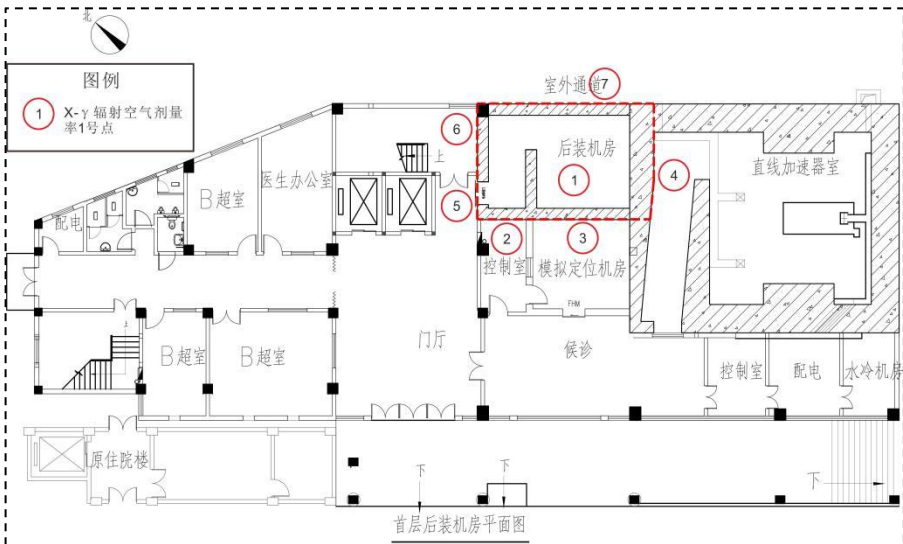 北
图例
1 X-γ辐射空气剂量
率1号点
室外通道 7
6
上
后装机房
1
直线加速器室
4
医生办公室
B超室
配电
5
FHM
2
3
控制室
模拟定位机房
FHM
上
B超室
B超室
门厅
候诊
控制室
配电
水冷机房
原住院楼
下
下
下
首层后装机房平面图